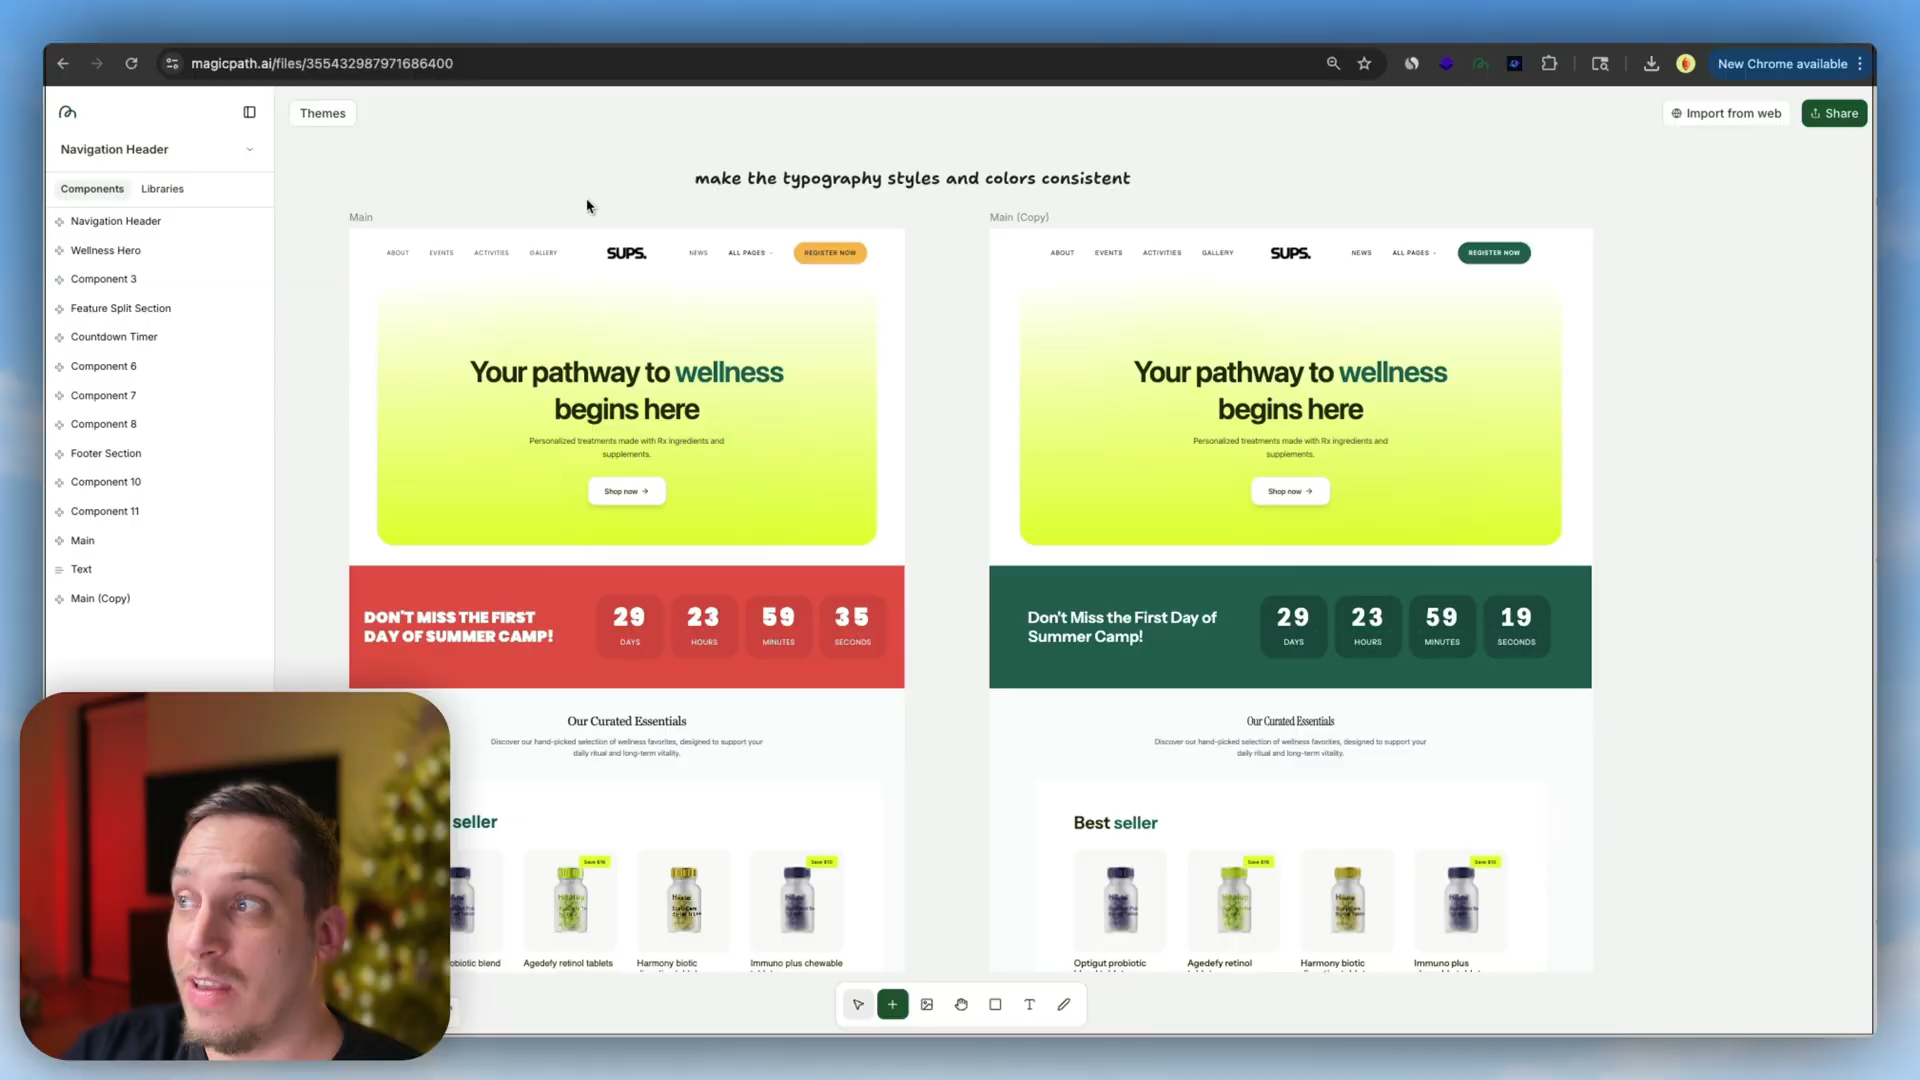 magicpath.ai/files/355432987971686400
New Chrome available
Navigation Header
Components Libraries
Navigation Header
Wellness Hero
Component 3
Feature Split Section
Countdown Timer
Component 6
Component 7
Component 8
Footer Section
Component 10
Component 11
Main
Text
Main (Copy)
Themes
Import from web
Share
make the typography styles and colors consistent
Main
ABOUT EVENTS ACTIVITIES GALLERY SUPS. NEWS ALL PAGES REGISTER NOW
Your pathway to wellness
begins here
Personalized treatments made with Rx ingredients and
supplements.
Shop now →
DON'T MISS THE FIRST
DAY OF SUMMER CAMP!
29 23 59 35
DAYS HOURS MINUTES SECONDS
Our Curated Essentials
Discover our hand-picked selection of wellness favorites, designed to support your
daily ritual and long-term vitality.
seller
Save $16
Save $10
obiotic blend Agedefy retinol tablets Harmony biotic Immuno plus chewable
Main (Copy)
ABOUT EVENTS ACTIVITIES GALLERY SUPS. NEWS ALL PAGES REGISTER NOW
Your pathway to wellness
begins here
Personalized treatments made with Rx ingredients and
supplements.
Shop now →
Don't Miss the First Day of
Summer Camp!
29 23 59 19
DAYS HOURS MINUTES SECONDS
Our Curated Essentials
Discover our hand-picked selection of wellness favorites, designed to support your
daily ritual and long-term vitality.
Best seller
Save $16
Save $10
Optigut probiotic Agedefy retinol Harmony biotic Immuno plus